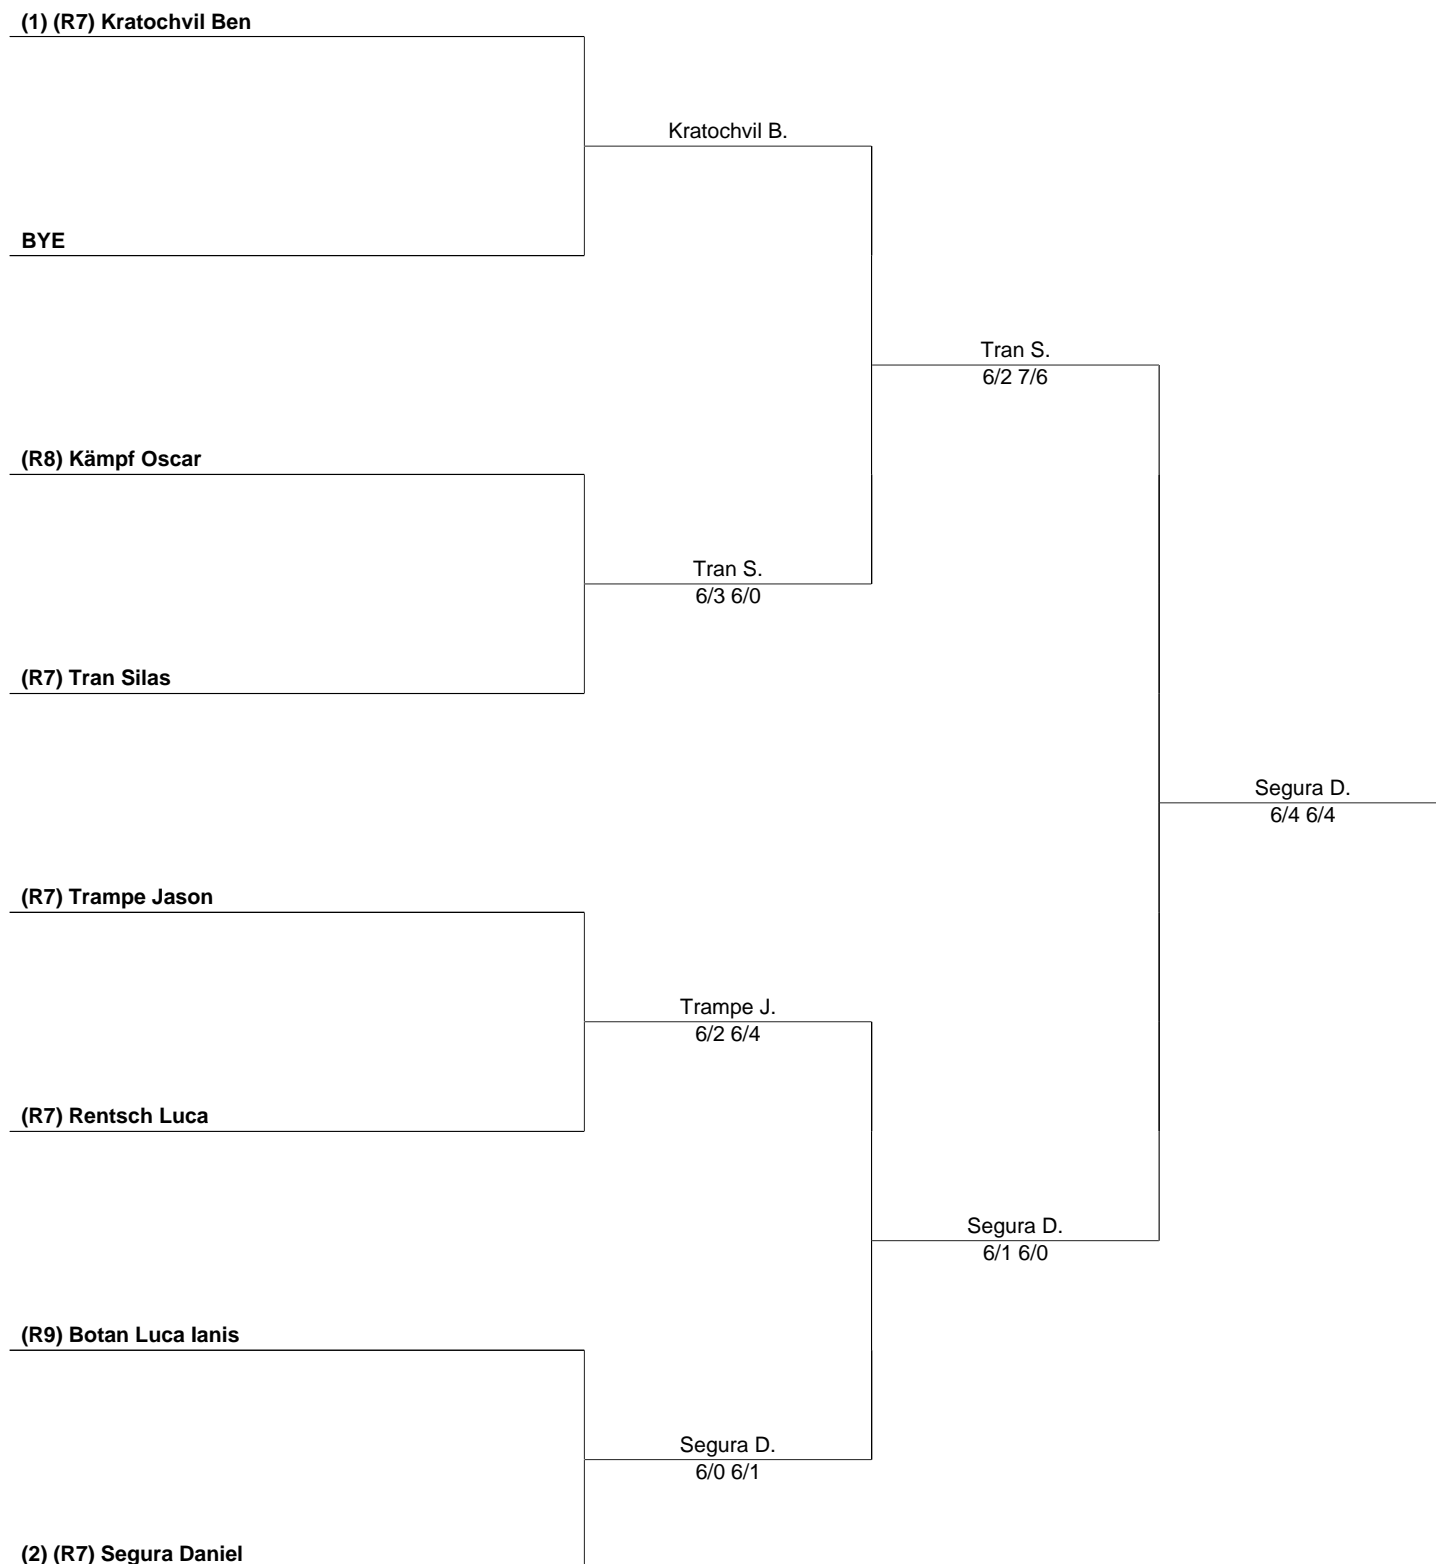 (1) (R7) Kratochvil Ben
Kratochvil B.
BYE
Tran S.
6/2 7/6
(R8) Kämpf Oscar
Tran S.
6/3 6/0
(R7) Tran Silas
Segura D.
6/4 6/4
(R7) Trampe Jason
Trampe J.
6/2 6/4
(R7) Rentsch Luca
Segura D.
6/1 6/0
(R9) Botan Luca Ianis
Segura D.
6/0 6/1
(2) (R7) Segura Daniel